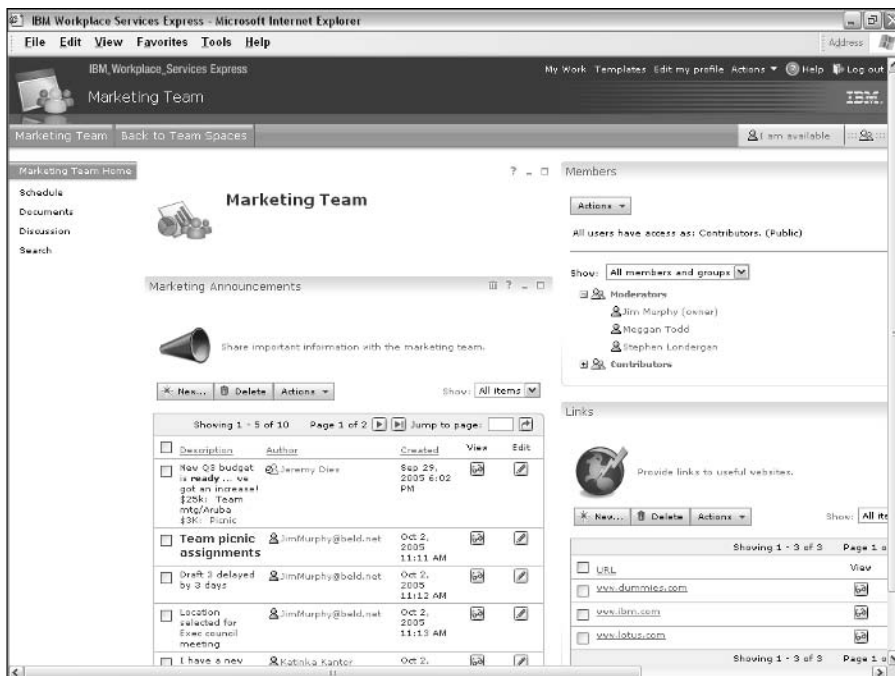 IBM Workplace Services Express - Microsoft Internet Explorer
File Edit View Favorites Tools Help
Address
IBM_Workplace_Services Express
My Work Templates Edit my profile Actions Help Log out
Marketing Team
IBM.
Marketing Team Back to Team Spaces
I am available
Marketing Team Home
Schedule
Documents
Discussion
Search
Marketing Team
Marketing Announcements
Share important information with the marketing team.
New... Delete Actions
Show: All items
Showing 1 - 5 of 10 Page 1 of 2 Jump to page:
Description Author Created View Edit
New Q3 budget
is ready ... ve
got an increase!
$25k: Team
mtg/Aruba
$3K: Picnic
Jeremy Dies
Sep 29,
2005 6:02
PM
Team picnic
assignments
JimMurphy@beld.net
Oct 2,
2005
11:11 AM
Draft 3 delayed
by 3 days
JimMurphy@beld.net
Oct 2,
2005
11:12 AM
Location
selected for
Exec council
meeting
JimMurphy@beld.net
Oct 2,
2005
11:13 AM
I have a new
Katinka Kantor
Oct 2,
Members
Actions
All users have access as: Contributors. (Public)
Show: All members and groups
Moderators
Jim Murphy (owner)
Meggan Todd
Stephen Londergan
Contributors
Links
Provide links to useful websites.
New... Delete Actions
Show: All ite
Showing 1 - 3 of 3 Page 1 o
URL View
www.dummies.com
www.ibm.com
www.lotus.com
Showing 1 - 3 of 3 Page 1 o